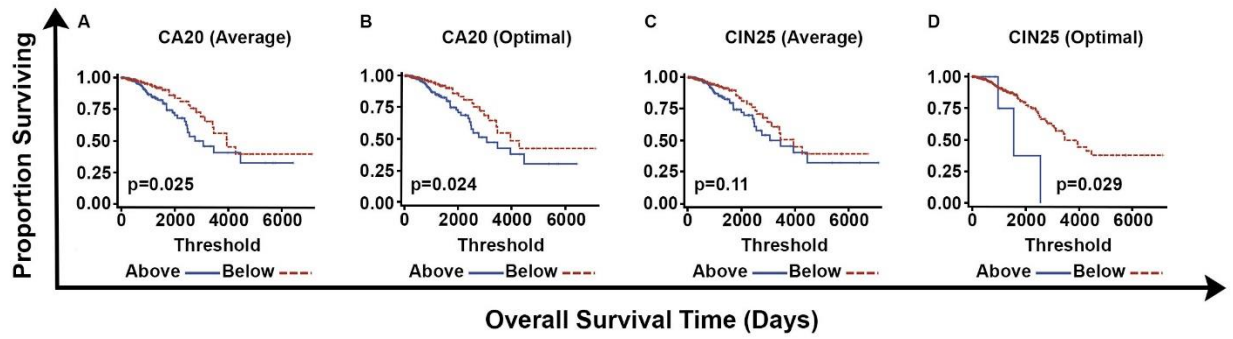 Proportion Surviving
A
CA20 (Average)
1.00
0.75
0.50
0.25
0.00
p=0.025
0 2000 4000 6000
Threshold
Above Below
B
CA20 (Optimal)
1.00
0.75
0.50
0.25
0.00
p=0.024
0 2000 4000 6000
Threshold
Above Below
C
CIN25 (Average)
1.00
0.75
0.50
0.25
0.00
p=0.11
0 2000 4000 6000
Threshold
Above Below
D
CIN25 (Optimal)
1.00
0.75
0.50
0.25
0.00
p=0.029
0 2000 4000 6000
Threshold
Above Below
Overall Survival Time (Days)